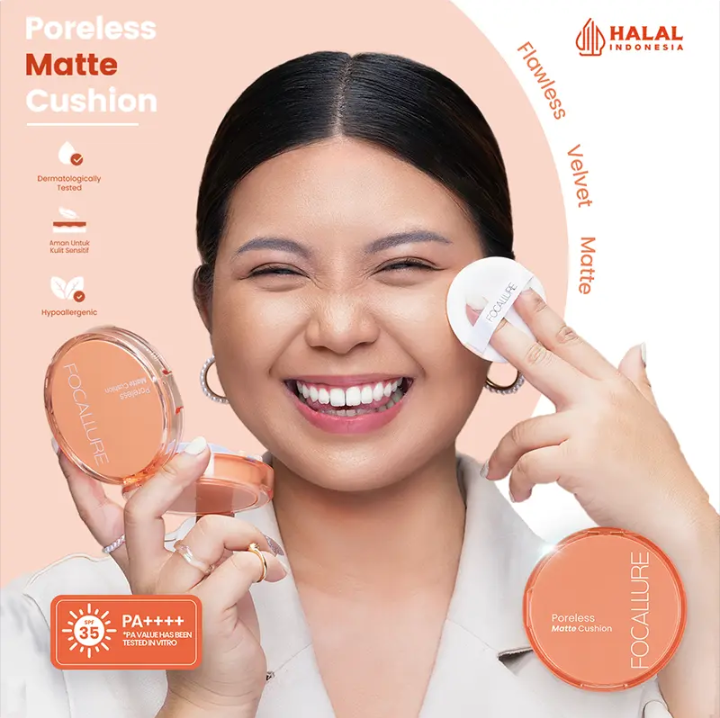 Poreless
Matte
Cushion
HALAL
INDONESIA
Flawless Velvet Matte
Dermatologically
Tested
Aman Untuk
Kulit Sensitif
Hypoallergenic
FOCALLURE
Poreless
Matte Cushion
FOCALLURE
SPF
35
PA++++
*PA VALUE HAS BEEN
TESTED IN VITRO
Poreless
Matte Cushion
FOCALLURE